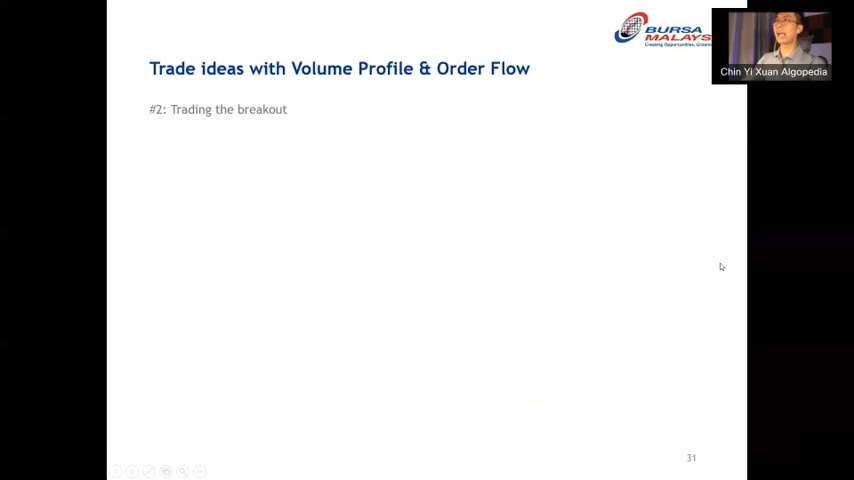 BURSA
MALAYS
Creating Opportunities, Growin
Chin Yi Xuan Algopedia
Trade ideas with Volume Profile & Order Flow
#2: Trading the breakout
31